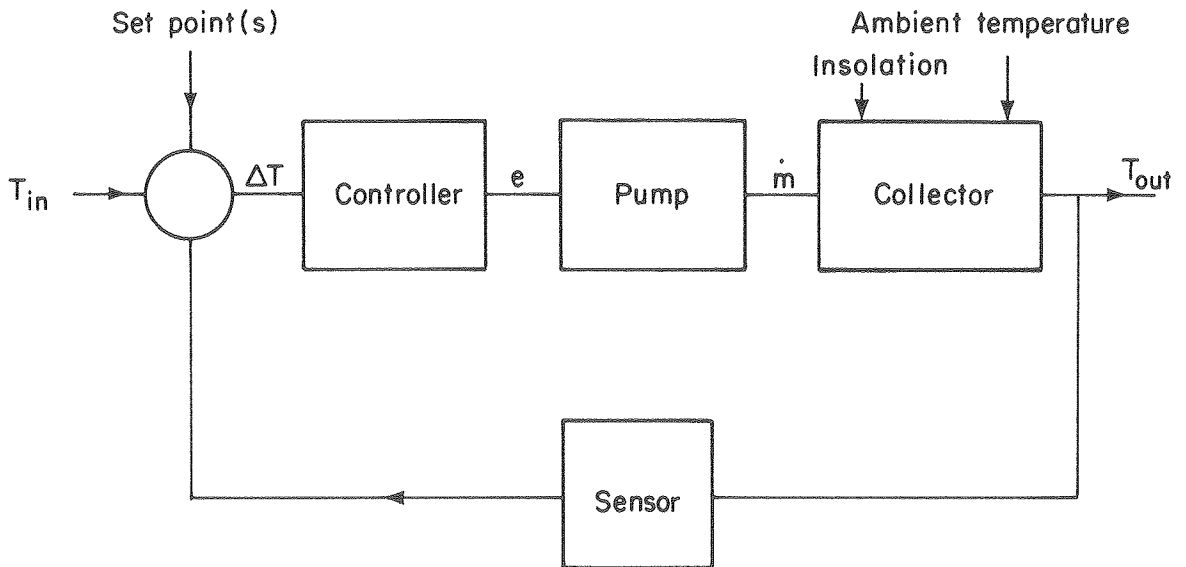 Set point(s)
Ambient temperature
Insolation
T_in
ΔT
Controller
e
Pump
ṁ
Collector
T_out
Sensor